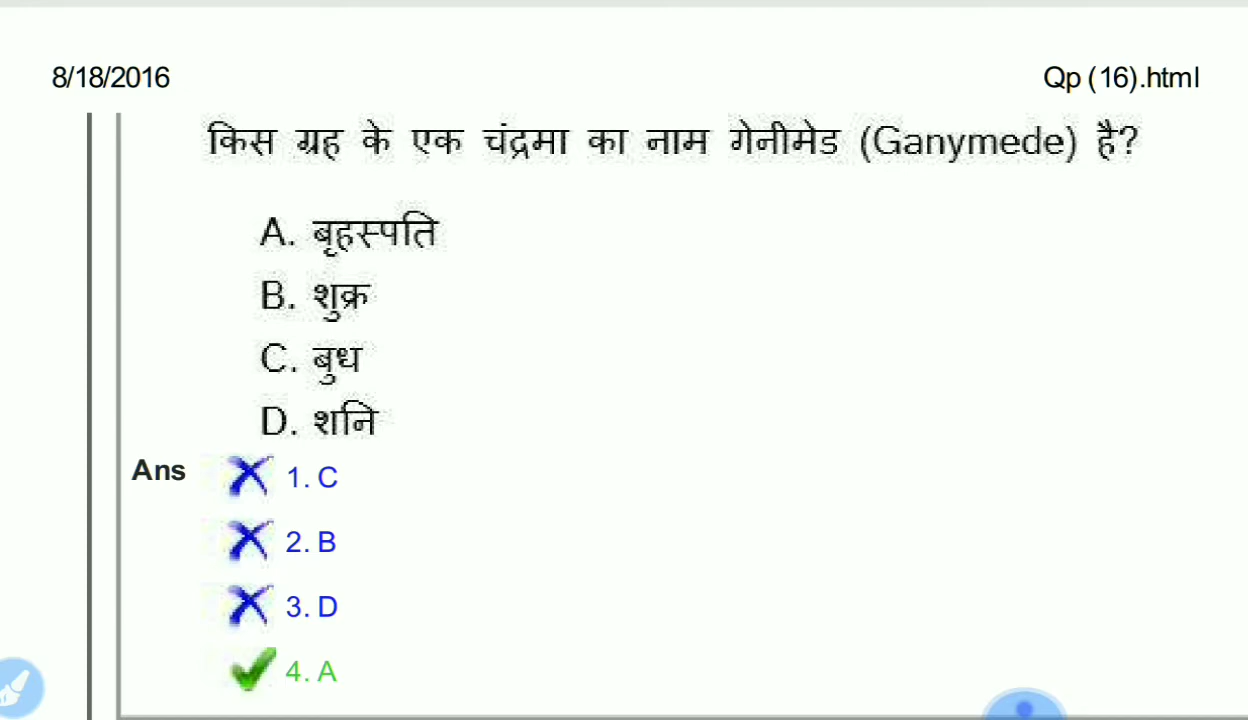 8/18/2016 Qp (16).html
किस ग्रह के एक चंद्रमा का नाम गेनीमेड (Ganymede) है?
A. बृहस्पति
B. शुक्र
C. बुध
D. शनि
Ans 1. C
2. B
3. D
4. A